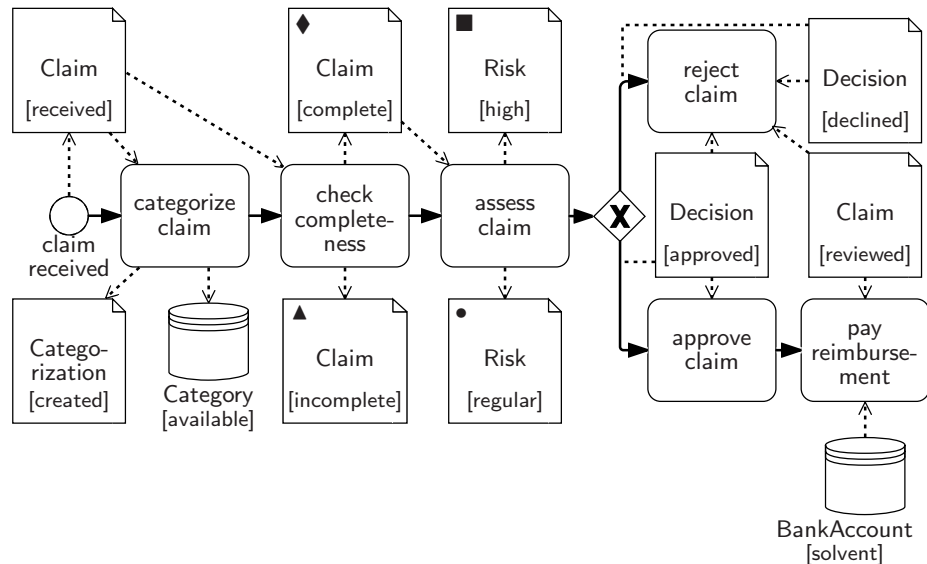 Claim
[received]
Claim
[complete]
Risk
[high]
reject
claim
Decision
[declined]
claim
received
categorize
claim
check
complete-
ness
assess
claim
X
Decision
[approved]
Claim
[reviewed]
Catego-
rization
[created]
Category
[available]
Claim
[incomplete]
Risk
[regular]
approve
claim
pay
reimburse-
ment
BankAccount
[solvent]